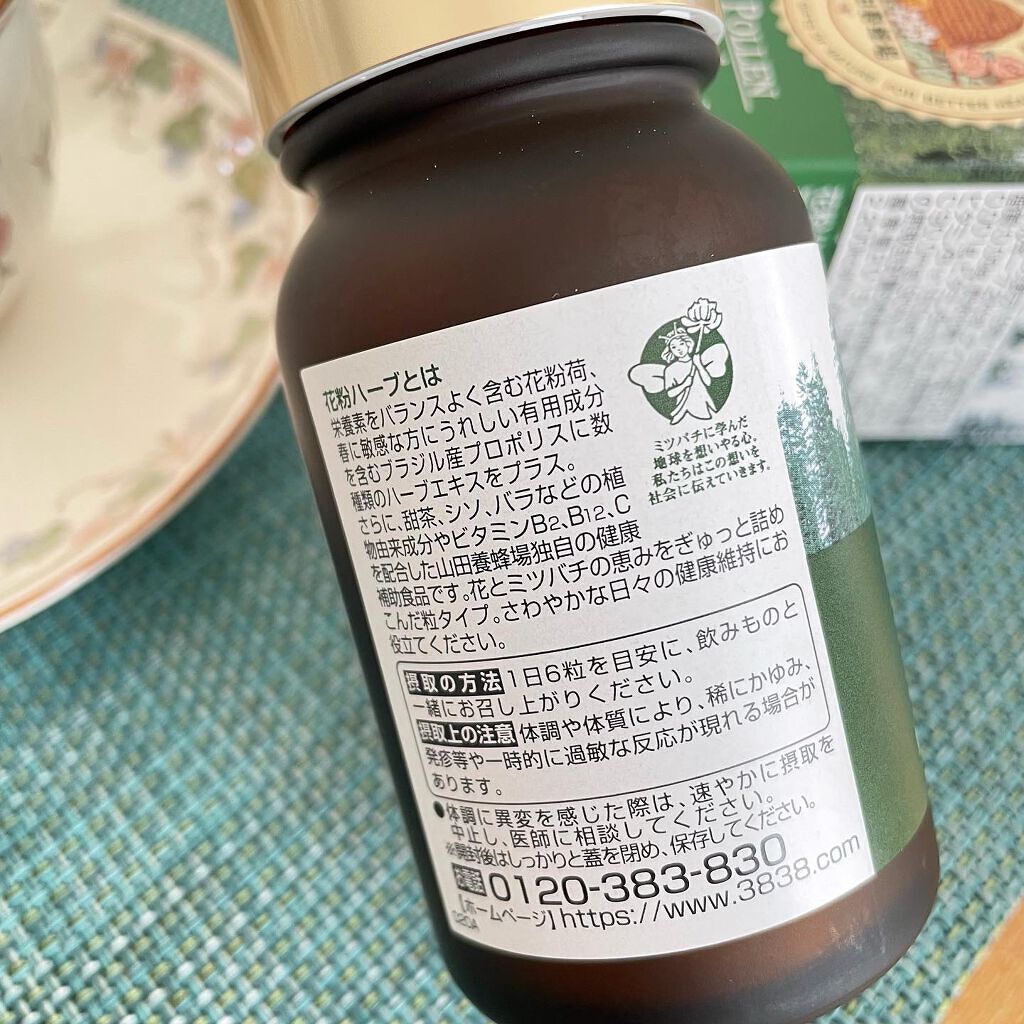 POLLEN
花粉ハーブとは
栄養素をバランスよく含む花粉荷、
春に敏感な方にうれしい有用成分
を含むブラジル産プロポリスに数
種類のハーブエキスをプラス。
さらに、甜茶、シソ、バラなどの植
物由来成分やビタミンB2、B12、C
を配合した山田養蜂場独自の健康
補助食品です。花とミツバチの恵みをぎゅっと詰め
こんだ粒タイプ。さわやかな日々の健康維持にお
役立てください。
ミツバチに学んだ
地球を想いやる心。
私たちはこの想いを
社会に伝えていきます。
摂取の方法 1日6粒を目安に、飲みものと
一緒にお召し上がりください。
摂取上の注意 体調や体質により、稀にかゆみ、
発疹等や一時的に過敏な反応が現れる場合が
あります。
●体調に異変を感じた際は、速やかに摂取を
中止し、医師に相談してください。
※開封後はしっかりと蓋を閉め、保存してください。
0120-383-830
【ホームページ】https://www.3838.com